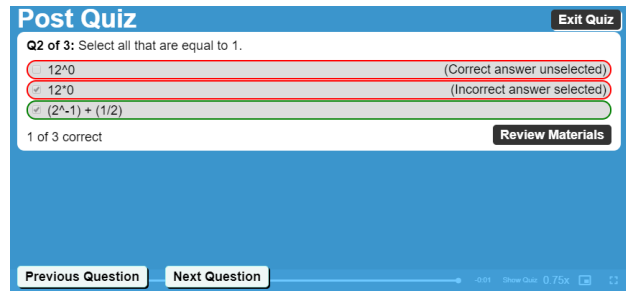 Post Quiz
Exit Quiz
Q2 of 3: Select all that are equal to 1.
12^0 (Correct answer unselected)
12*0 (Incorrect answer selected)
(2^-1) + (1/2)
1 of 3 correct
Review Materials
Previous Question Next Question -0:01 Show Quiz 0.75x